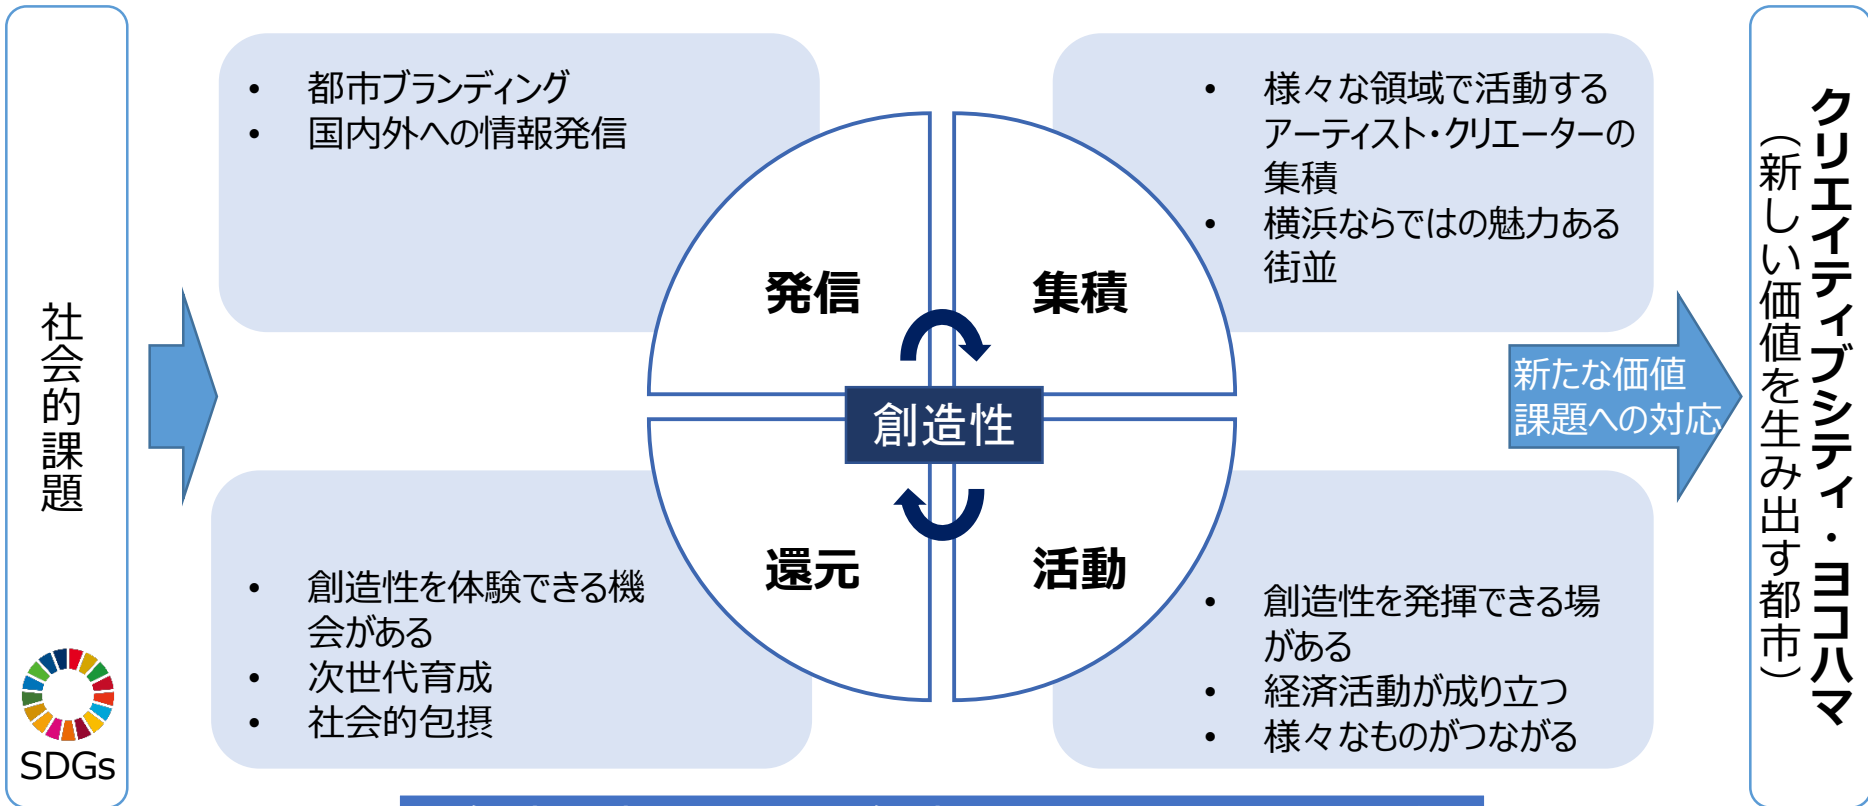 社会的課題
SDGs
• 都市ブランディング
• 国内外への情報発信
• 様々な領域で活動する
アーティスト・クリエーターの
集積
• 横浜ならではの魅力ある
街並
発信
集積
創造性
還元
活動
• 創造性を体験できる機
会がある
• 次世代育成
• 社会的包摂
• 創造性を発揮できる場
がある
• 経済活動が成り立つ
• 様々なものがつながる
新たな価値
課題への対応
クリエイティブシティ・ヨコハマ
（新しい価値を生み出す都市）